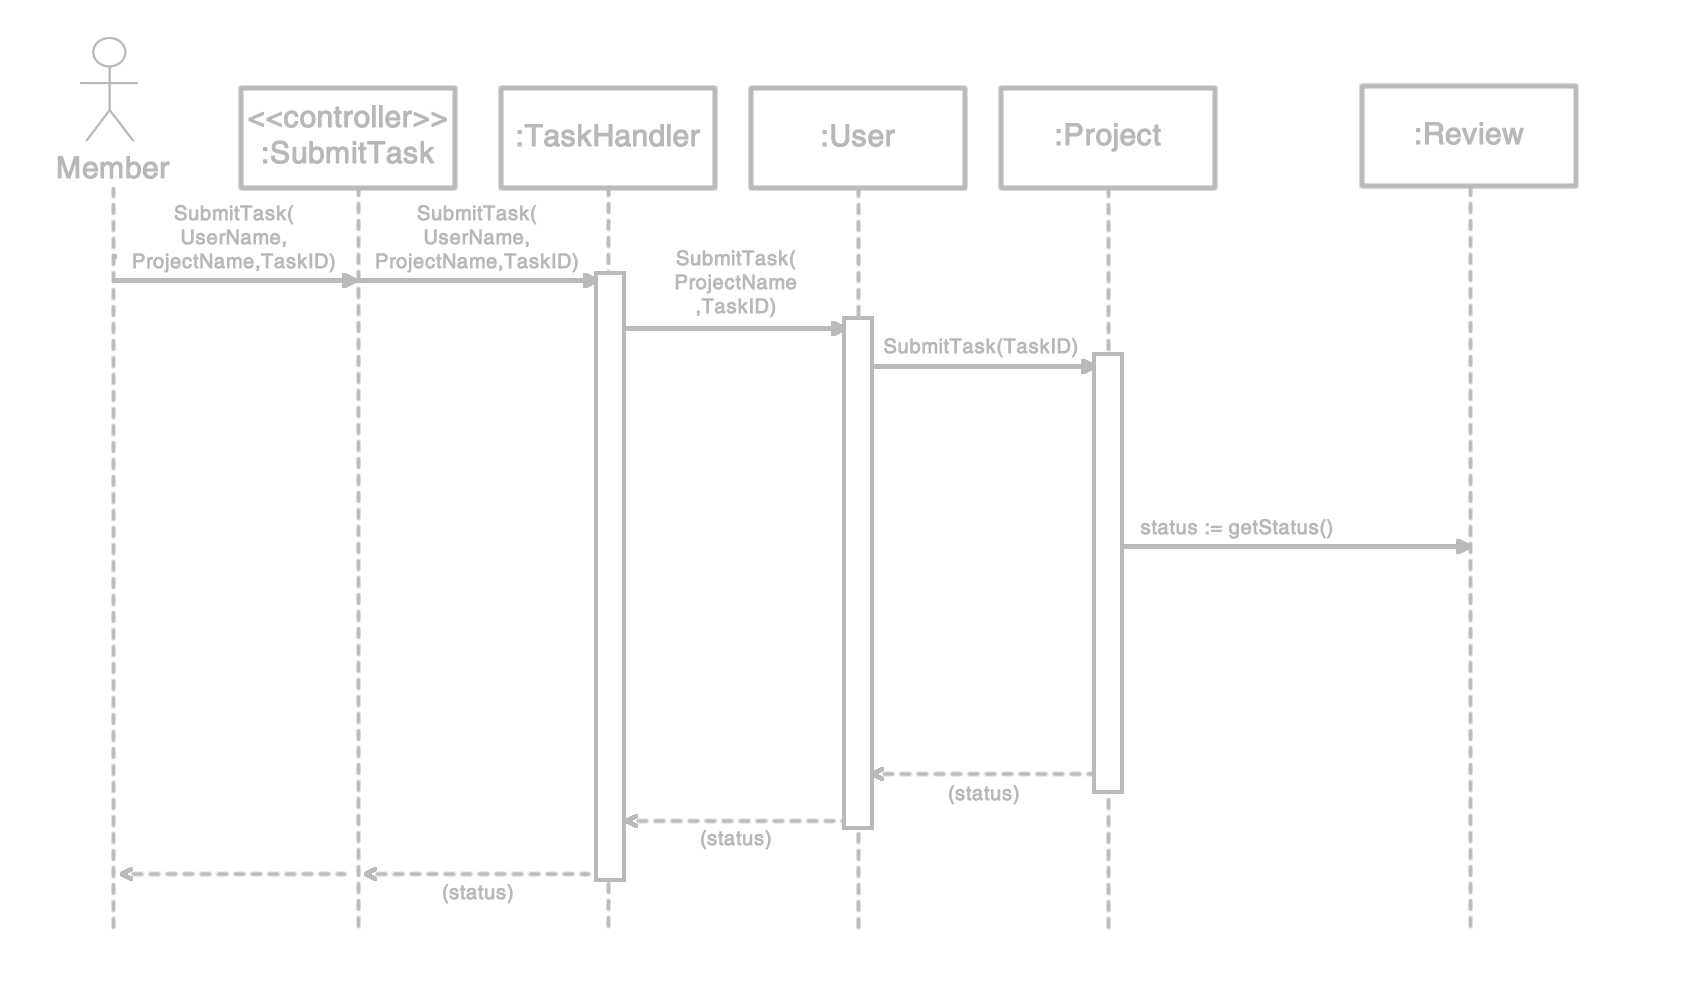 Member
<<controller>>
:SubmitTask
:TaskHandler
:User
:Project
:Review
SubmitTask(
UserName,
ProjectName,TaskID)
SubmitTask(
UserName,
ProjectName,TaskID)
SubmitTask(
ProjectName
,TaskID)
SubmitTask(TaskID)
status := getStatus()
(status)
(status)
(status)